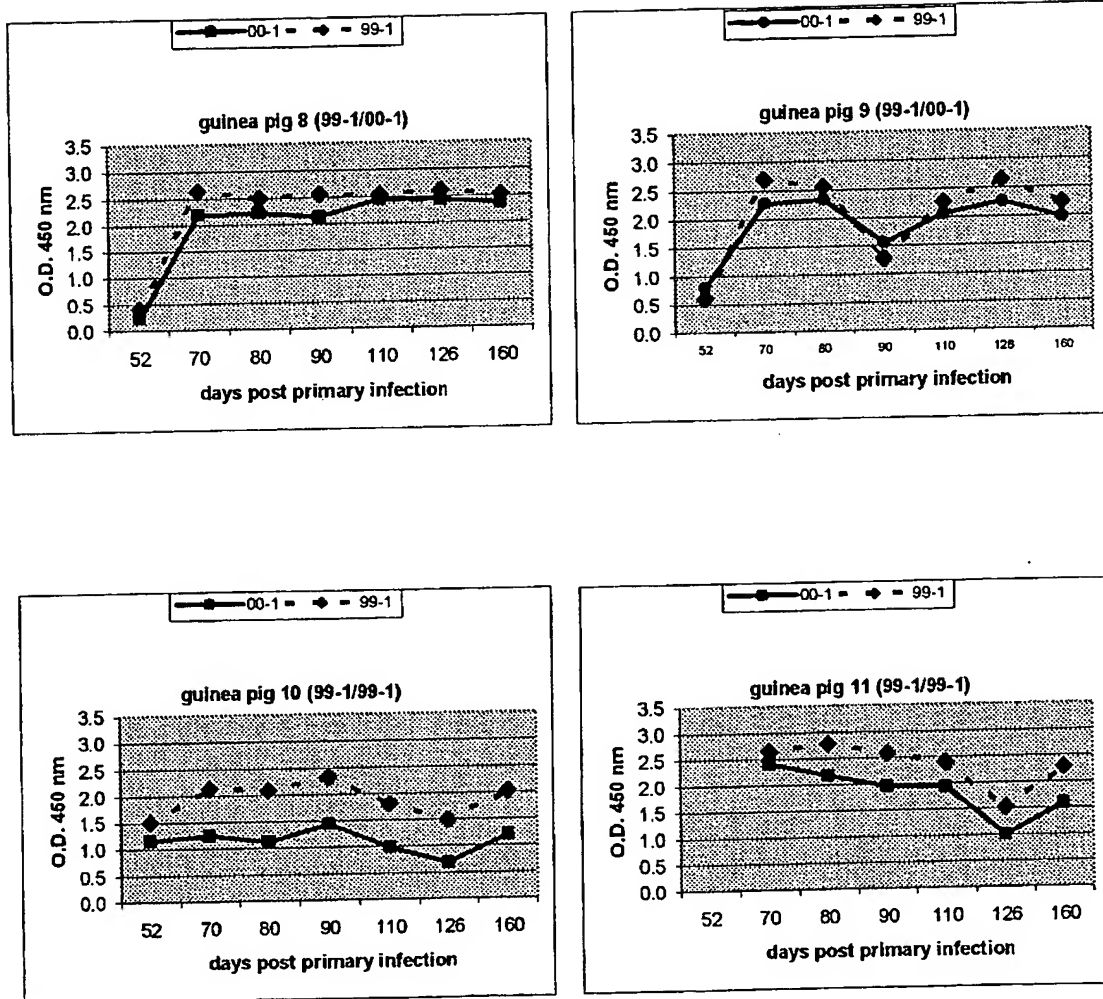 00-1 99-1
guinea pig 8 (99-1/00-1)
3.5
3.0
2.5
2.0
1.5
1.0
0.5
0.0
O.D. 450 nm
52 70 80 90 110 126 160
days post primary infection
00-1 99-1
guinea pig 9 (99-1/00-1)
3.5
3.0
2.5
2.0
1.5
1.0
0.5
0.0
O.D. 450 nm
52 70 80 90 110 126 160
days post primary infection
00-1 99-1
guinea pig 10 (99-1/99-1)
3.5
3.0
2.5
2.0
1.5
1.0
0.5
0.0
O.D. 450 nm
52 70 80 90 110 126 160
days post primary infection
00-1 99-1
guinea pig 11 (99-1/99-1)
3.5
3.0
2.5
2.0
1.5
1.0
0.5
0.0
O.D. 450 nm
52 70 80 90 110 126 160
days post primary infection